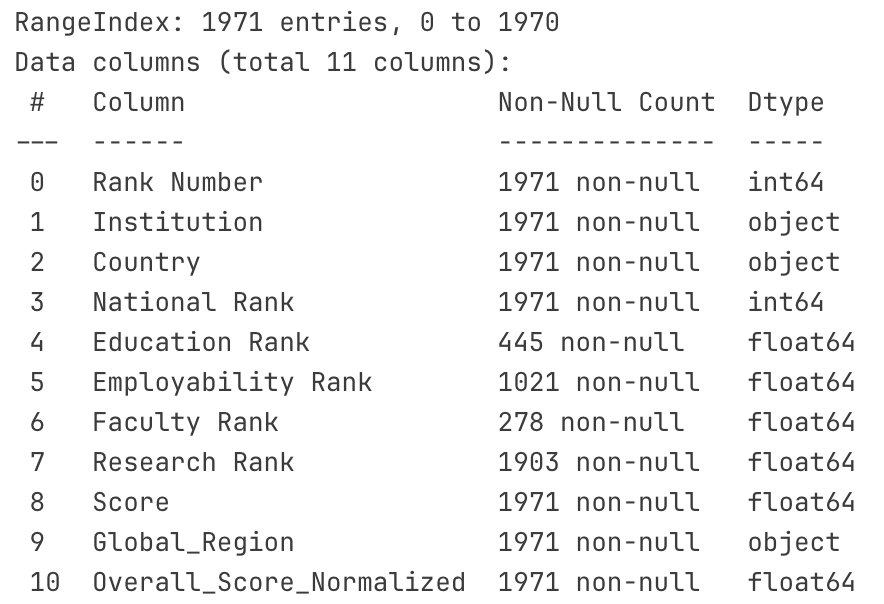 RangeIndex: 1971 entries, 0 to 1970
Data columns (total 11 columns):
 #   Column                    Non-Null Count  Dtype
---  ------                    --------------  -----
 0   Rank Number               1971 non-null   int64
 1   Institution               1971 non-null   object
 2   Country                   1971 non-null   object
 3   National Rank             1971 non-null   int64
 4   Education Rank            445 non-null    float64
 5   Employability Rank        1021 non-null   float64
 6   Faculty Rank              278 non-null    float64
 7   Research Rank             1903 non-null   float64
 8   Score                     1971 non-null   float64
 9   Global_Region             1971 non-null   object
 10  Overall_Score_Normalized  1971 non-null   float64